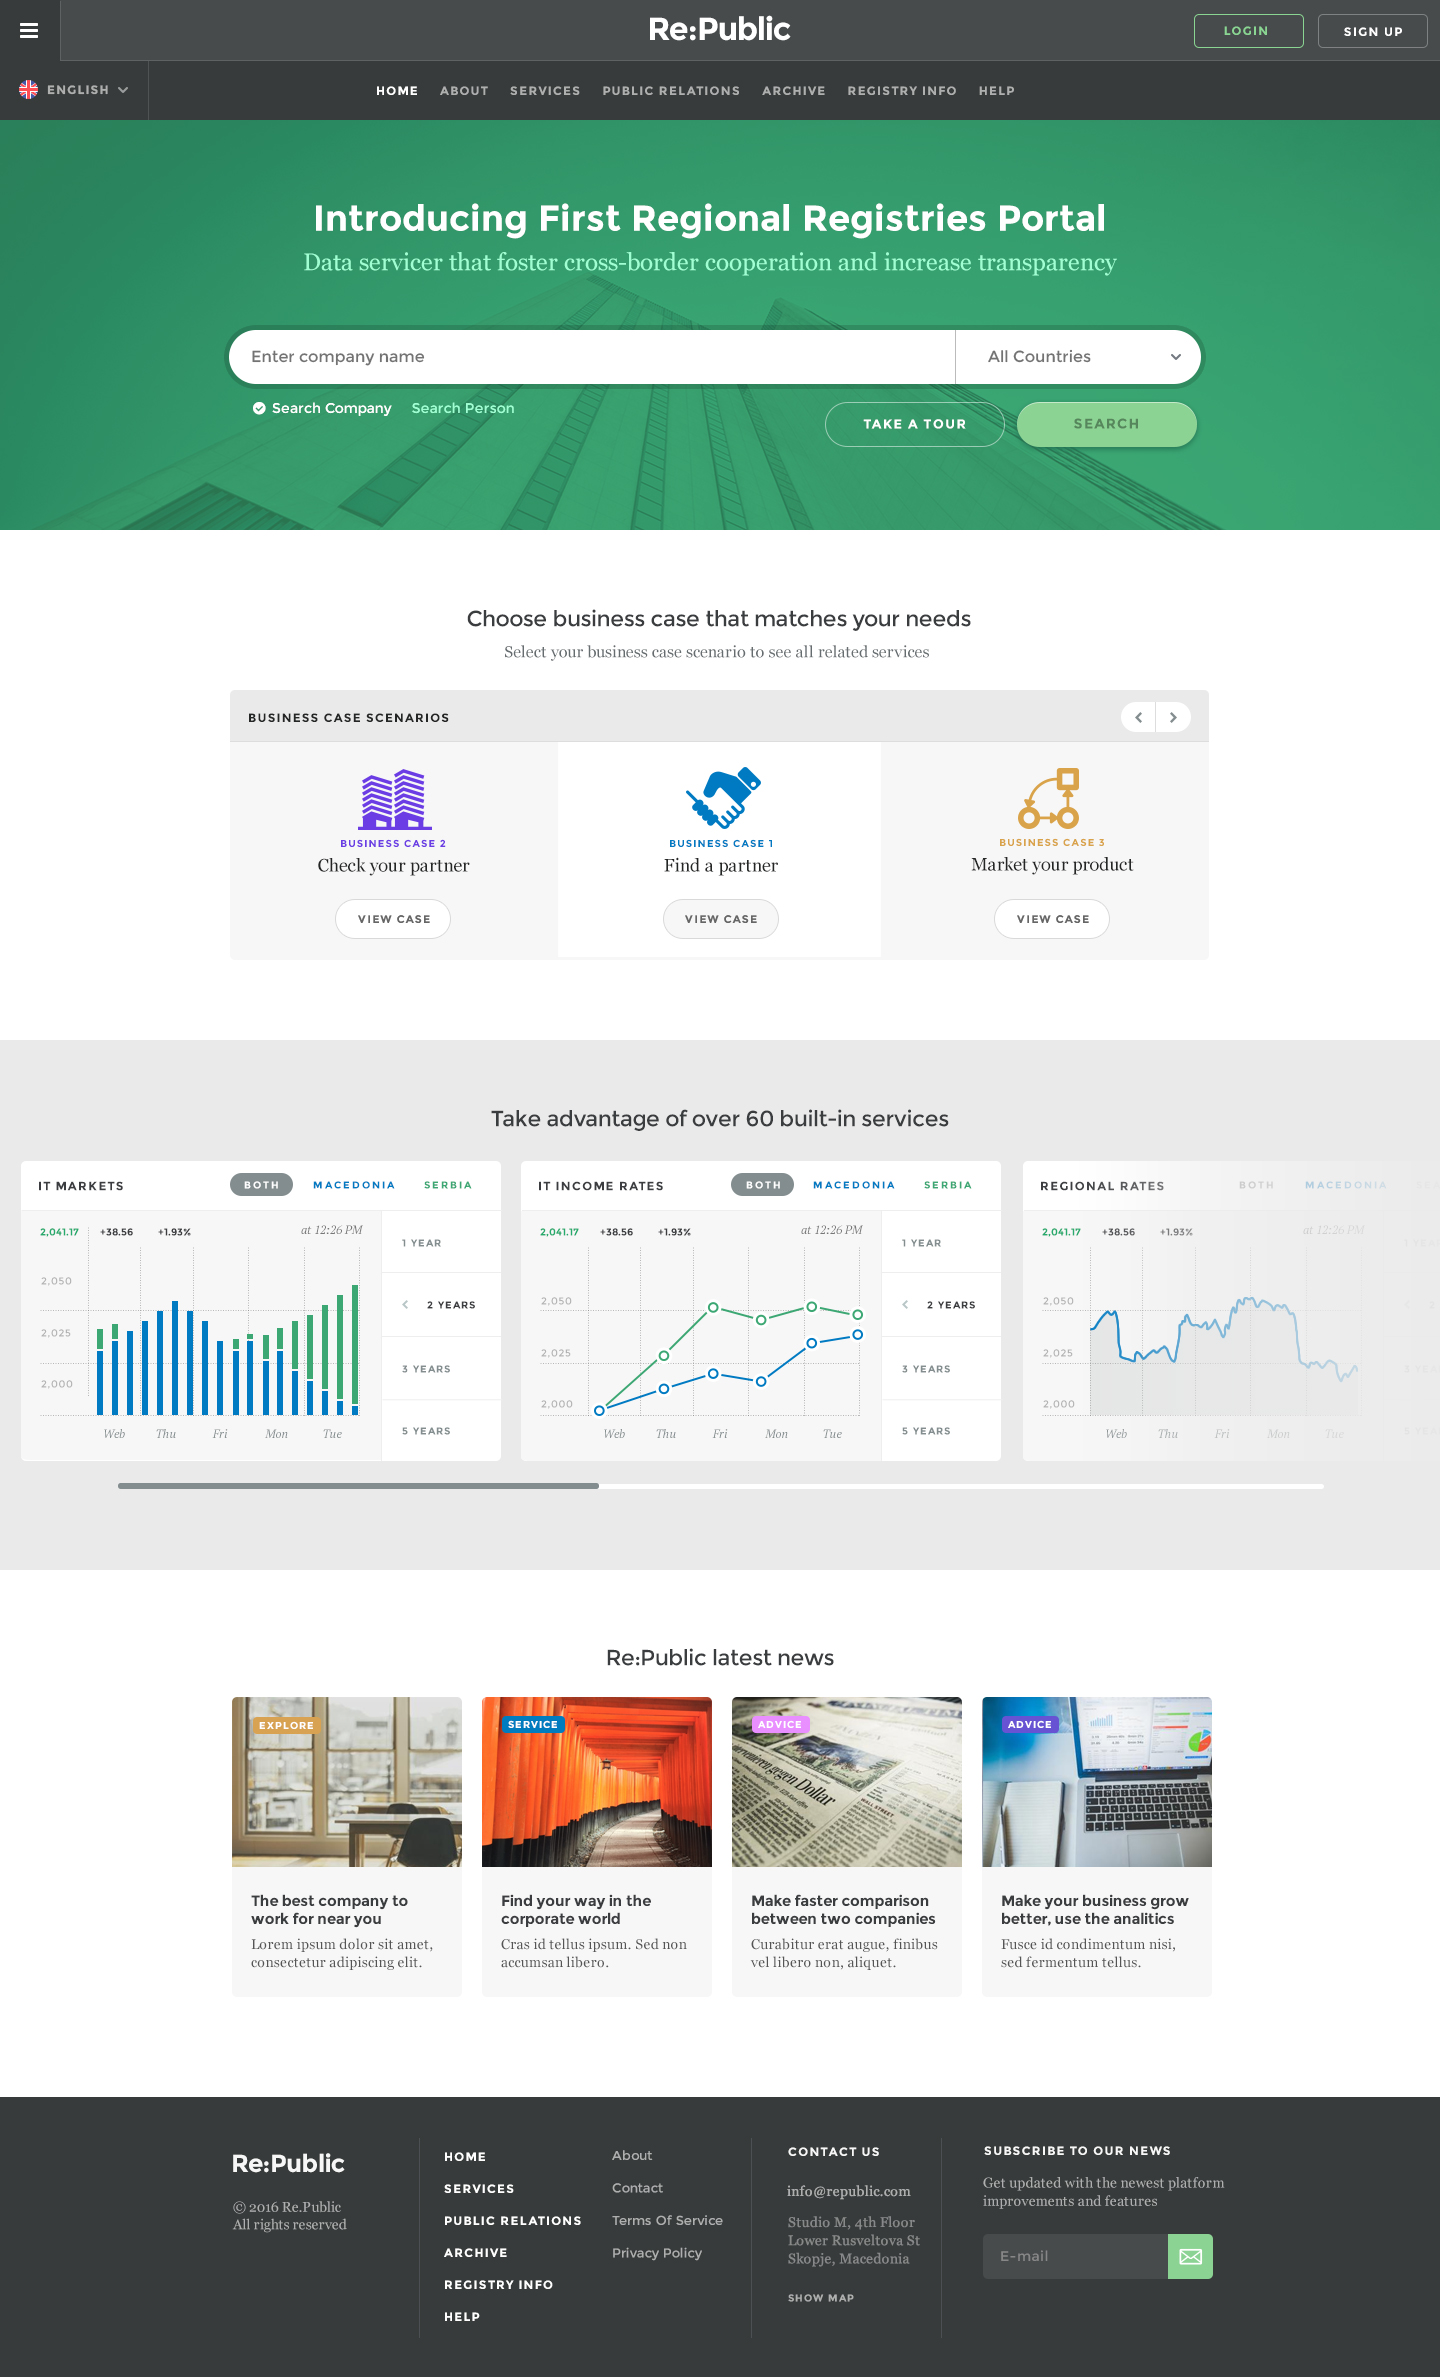 Re:Public
LOGIN
SIGN UP
ENGLISH
HOME ABOUT SERVICES PUBLIC RELATIONS ARCHIVE REGISTRY INFO HELP
Introducing First Regional Registries Portal
Data servicer that foster cross-border cooperation and increase transparency
Enter company name
All Countries
Search Company Search Person
TAKE A TOUR
SEARCH
Choose business case that matches your needs
Select your business case scenario to see all related services
BUSINESS CASE SCENARIOS
BUSINESS CASE 2
Check your partner
VIEW CASE
BUSINESS CASE 1
Find a partner
VIEW CASE
BUSINESS CASE 3
Market your product
VIEW CASE
Take advantage of over 60 built-in services
IT MARKETS BOTH MACEDONIA SERBIA
2,041.17 +38.56 +1.93% at 12:26 PM
2,050
2,025
2,000
Web Thu Fri Mon Tue
1 YEAR
2 YEARS
3 YEARS
5 YEARS
IT INCOME RATES BOTH MACEDONIA SERBIA
2,041.17 +38.56 +1.93% at 12:26 PM
2,050
2,025
2,000
Web Thu Fri Mon Tue
1 YEAR
2 YEARS
3 YEARS
5 YEARS
REGIONAL RATES BOTH MACEDONIA
2,041.17 +38.56 +1.93% at 12:26 PM
2,050
2,025
2,000
Web Thu Fri Mon Tue
Re:Public latest news
EXPLORE
The best company to
work for near you
Lorem ipsum dolor sit amet,
consectetur adipiscing elit.
SERVICE
Find your way in the
corporate world
Cras id tellus ipsum. Sed non
accumsan libero.
ADVICE
gegen Dollar
WALL STREET
Make faster comparison
between two companies
Curabitur erat augue, finibus
vel libero non, aliquet.
ADVICE
Make your business grow
better, use the analitics
Fusce id condimentum nisi,
sed fermentum tellus.
Re:Public
© 2016 Re.Public
All rights reserved
HOME
SERVICES
PUBLIC RELATIONS
ARCHIVE
REGISTRY INFO
HELP
About
Contact
Terms Of Service
Privacy Policy
CONTACT US
info@republic.com
Studio M, 4th Floor
Lower Rusveltova St
Skopje, Macedonia
SHOW MAP
SUBSCRIBE TO OUR NEWS
Get updated with the newest platform
improvements and features
E-mail